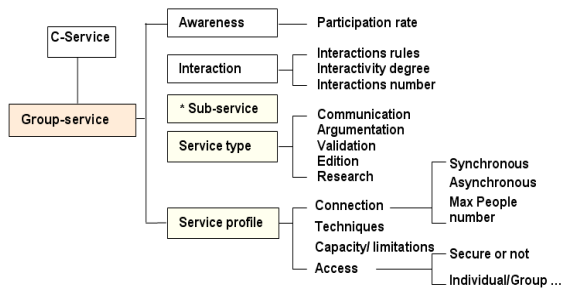 C-Service
Group-service
Awareness
Participation rate
Interaction
Interactions rules
Interactivity degree
Interactions number
* Sub-service
Service type
Communication
Argumentation
Validation
Edition
Research
Service profile
Connection
Synchronous
Asynchronous
Max People
number
Techniques
Capacity/ limitations
Access
Secure or not
Individual/Group ...